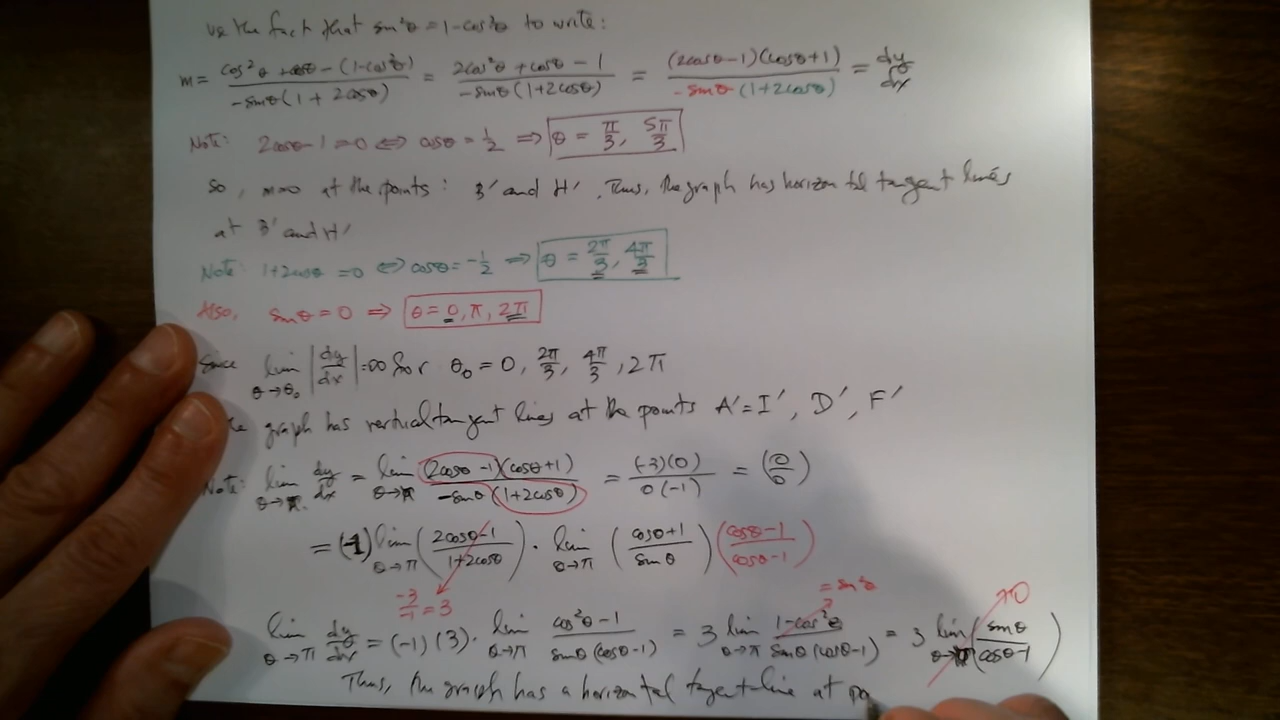 Use the fact that sin²θ = 1-cos²θ to write:
m = (cos²θ + cosθ - (1-cos²θ))/(-sinθ(1 + 2cosθ)) = (2cos²θ + cosθ - 1)/(-sinθ(1+2cosθ)) = ((2cosθ-1)(cosθ+1))/(-sinθ(1+2cosθ)) = dy/dx
Note: 2cosθ-1=0 ⇔ cosθ = 1/2 ⇒ θ = π/3, 5π/3
So, m=0 at the points: B' and H'. Thus, the graph has horizontal tangent lines
at B' and H'
Note: 1+2cosθ = 0 ⇔ cosθ = -1/2 ⇒ θ = 2π/3, 4π/3
Also, sinθ = 0 ⇒ θ = 0, π, 2π
Since lim θ→θ₀ |dy/dx| = ∞ for θ₀ = 0, 2π/3, 4π/3, 2π
the graph has vertical tangent lines at the points A'=I', D', F'
Note: lim θ→π dy/dx = lim θ→π ((2cosθ-1)(cosθ+1))/(-sinθ(1+2cosθ)) = ((-3)(0))/(0(-1)) = (0/0)
= (-1) lim θ→π ((2cosθ-1)/(1+2cosθ)) · lim θ→π ((cosθ+1)/(sinθ)) ((cosθ-1)/(cosθ-1))
-3/-1 = 3 = sin²θ →0
lim θ→π dy/dx = (-1)(3)· lim θ→π (cos²θ-1)/(sinθ(cosθ-1)) = 3 lim θ→π (1-cos²θ)/(sinθ(cosθ-1)) = 3 lim θ→π (sinθ/(cosθ-1))
Thus, the graph has a horizontal tangent line at po